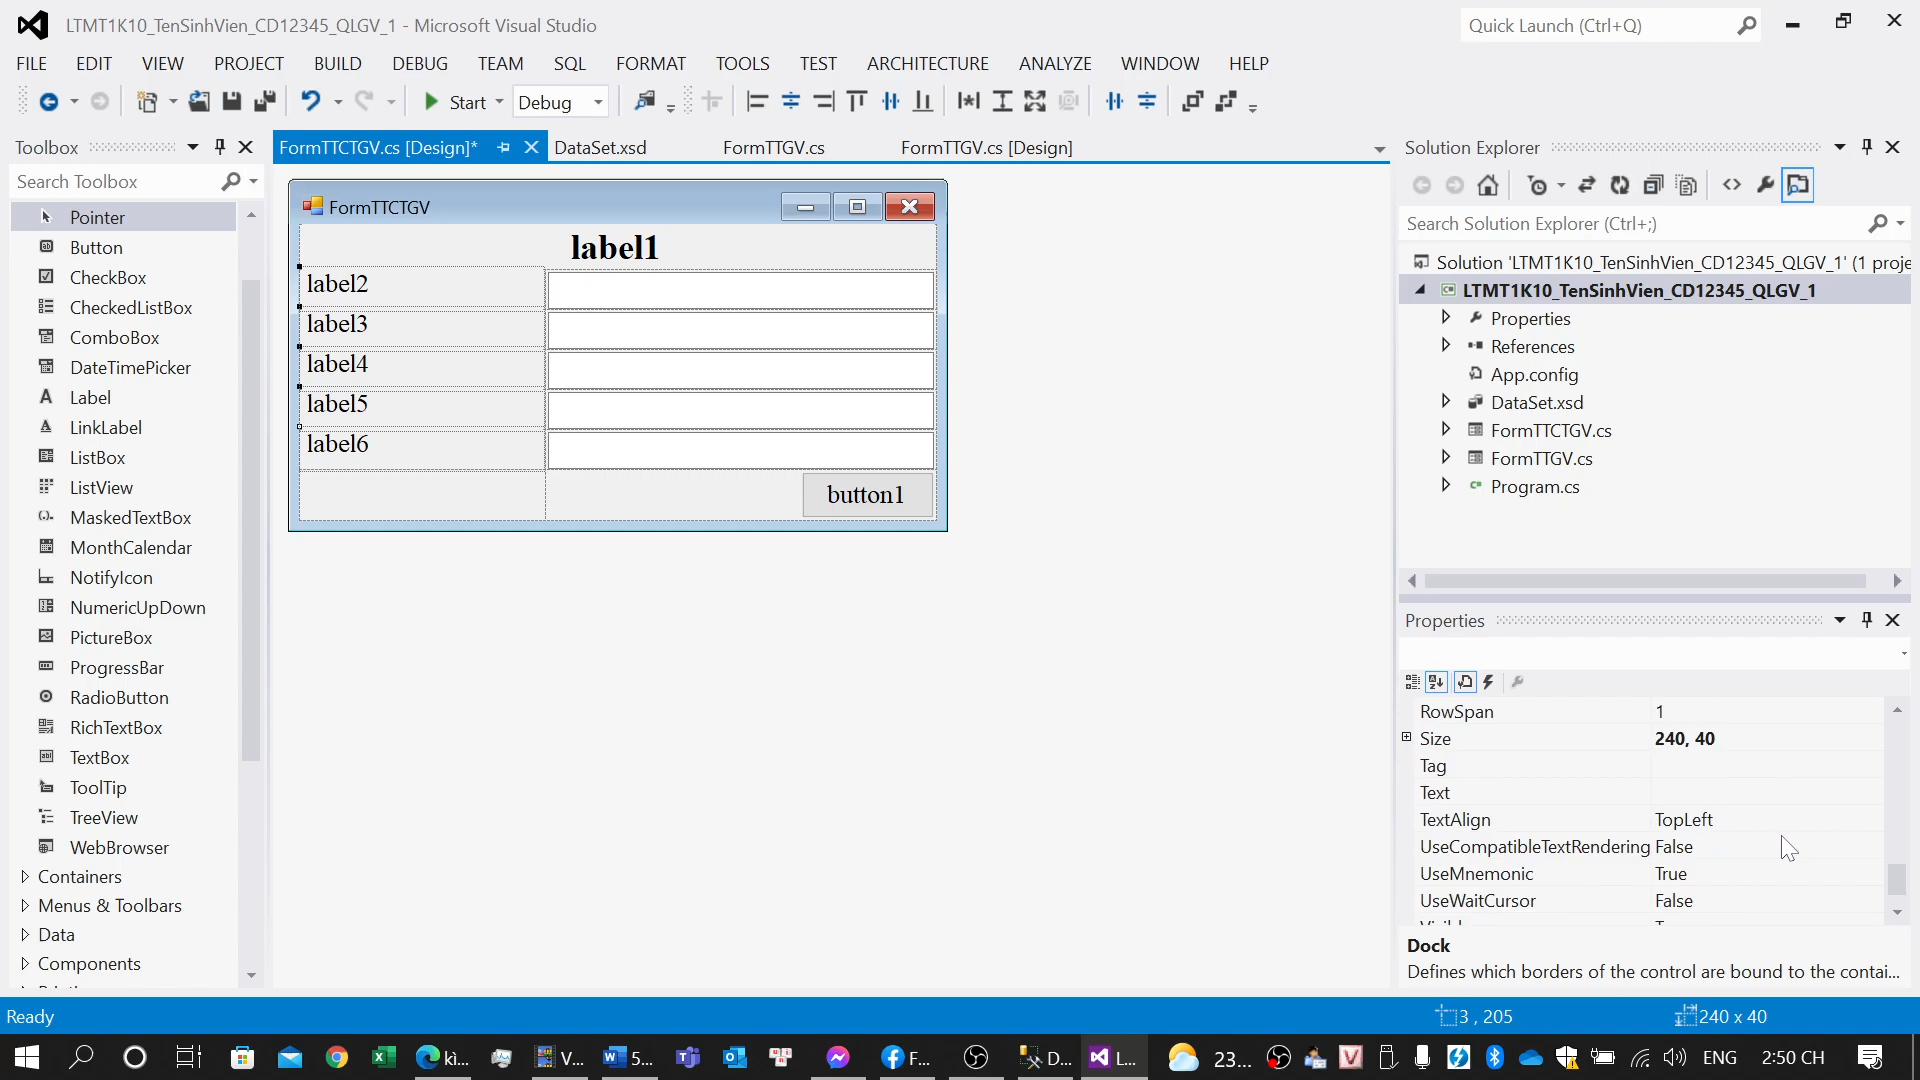 LTMT1K10_TenSinhVien_CD12345_QLGV_1 - Microsoft Visual Studio
Quick Launch (Ctrl+Q)
FILE EDIT VIEW PROJECT BUILD DEBUG TEAM SQL FORMAT TOOLS TEST ARCHITECTURE ANALYZE WINDOW HELP
Start Debug
Toolbox
Search Toolbox
Pointer
Button
CheckBox
CheckedListBox
ComboBox
DateTimePicker
Label
LinkLabel
ListBox
ListView
MaskedTextBox
MonthCalendar
NotifyIcon
NumericUpDown
PictureBox
ProgressBar
RadioButton
RichTextBox
TextBox
ToolTip
TreeView
WebBrowser
Containers
Menus & Toolbars
Data
Components
FormTTCTGV.cs [Design]* DataSet.xsd FormTTGV.cs FormTTGV.cs [Design]
FormTTCTGV
label1
label2
label3
label4
label5
label6
button1
Solution Explorer
Search Solution Explorer (Ctrl+;)
Solution 'LTMT1K10_TenSinhVien_CD12345_QLGV_1' (1 proje
LTMT1K10_TenSinhVien_CD12345_QLGV_1
Properties
References
App.config
DataSet.xsd
FormTTCTGV.cs
FormTTGV.cs
Program.cs
Properties
RowSpan 1
Size 240, 40
Tag
Text
TextAlign TopLeft
UseCompatibleTextRendering False
UseMnemonic True
UseWaitCursor False
Dock
Defines which borders of the control are bound to the contai...
Ready 3 , 205 240 x 40
kì... V... 5... F... D... L... 23... ENG 2:50 CH